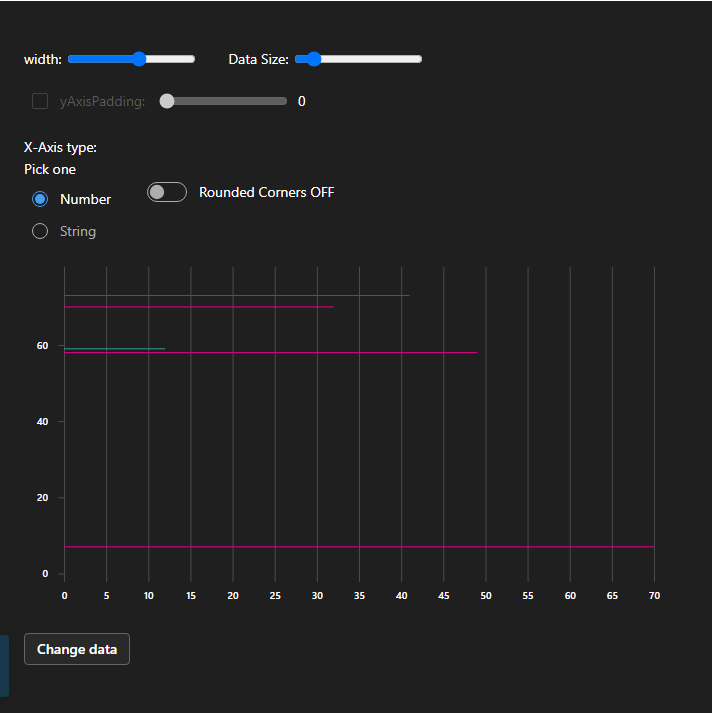 width: Data Size:
yAxisPadding: 0
X-Axis type:
Pick one
Number Rounded Corners OFF
String
60
40
20
0
0 5 10 15 20 25 30 35 40 45 50 55 60 65 70
Change data